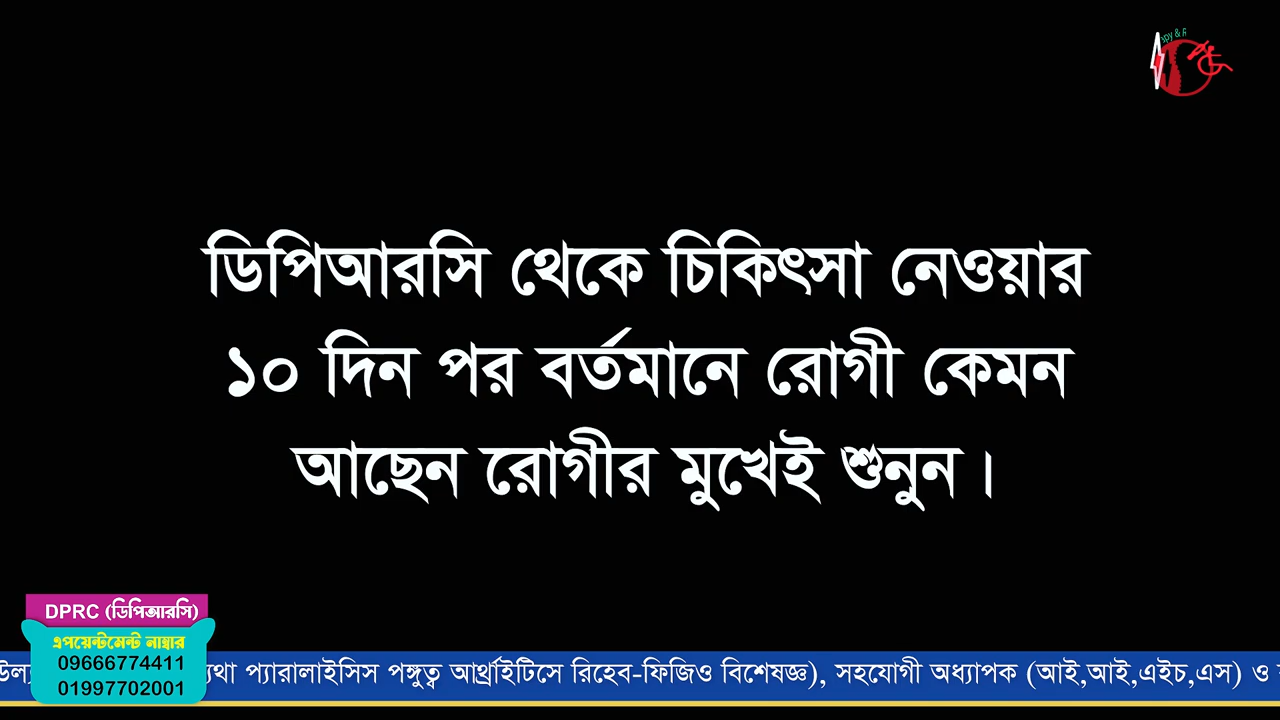 ডিপিআরসি থেকে চিকিৎসা নেওয়ার
১০ দিন পর বর্তমানে রোগী কেমন
আছেন রোগীর মুখেই শুনুন।
DPRC (ডিপিআরসি)
এপয়েন্টমেন্ট নাম্বার
09666774411
01997702001
প্যারালাইসিস পঙ্গুত্ব আর্থ্রাইটিসে রিহেব-ফিজিও বিশেষজ্ঞ), সহযোগী অধ্যাপক (আই,আই,এইচ,এস) ও